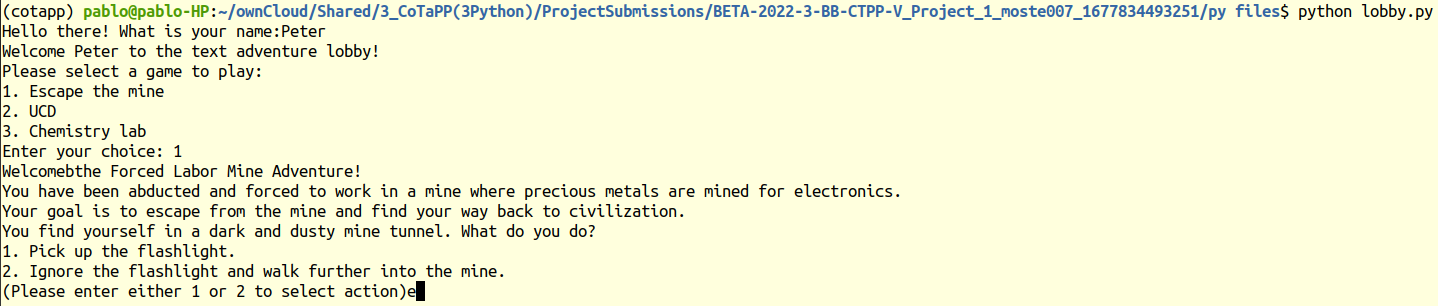 (cotapp) pablo@pablo-HP:~/ownCloud/Shared/3_CoTaPP(3Python)/ProjectSubmissions/BETA-2022-3-BB-CTPP-V_Project_1_moste007_1677834493251/py files$ python lobby.py
Hello there! What is your name:Peter
Welcome Peter to the text adventure lobby!
Please select a game to play:
1. Escape the mine
2. UCD
3. Chemistry lab
Enter your choice: 1
Welcomebthe Forced Labor Mine Adventure!
You have been abducted and forced to work in a mine where precious metals are mined for electronics.
Your goal is to escape from the mine and find your way back to civilization.
You find yourself in a dark and dusty mine tunnel. What do you do?
1. Pick up the flashlight.
2. Ignore the flashlight and walk further into the mine.
(Please enter either 1 or 2 to select action)e